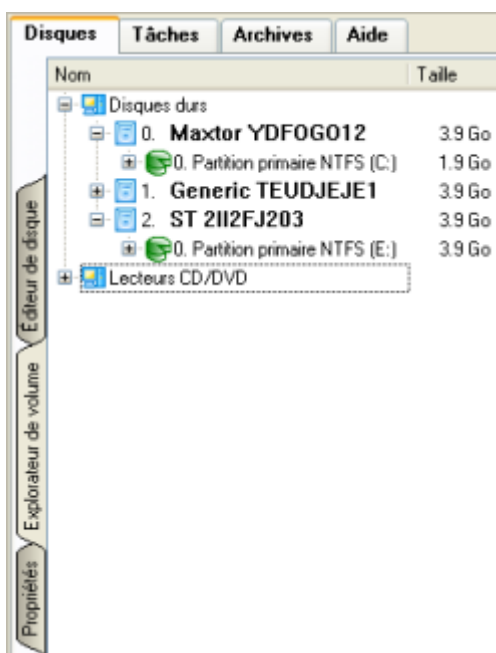 Disques Tâches Archives Aide
Nom Taille
Disques durs
0. Maxtor YDFOGO12 3.9 Go
0. Partition primaire NTFS (C:) 1.9 Go
1. Generic TEUDJEJE1 3.9 Go
2. ST 2II2FJ203 3.9 Go
0. Partition primaire NTFS (E:) 3.9 Go
Lecteurs CD/DVD
Éditeur de disque
Explorateur de volume
Propriétés